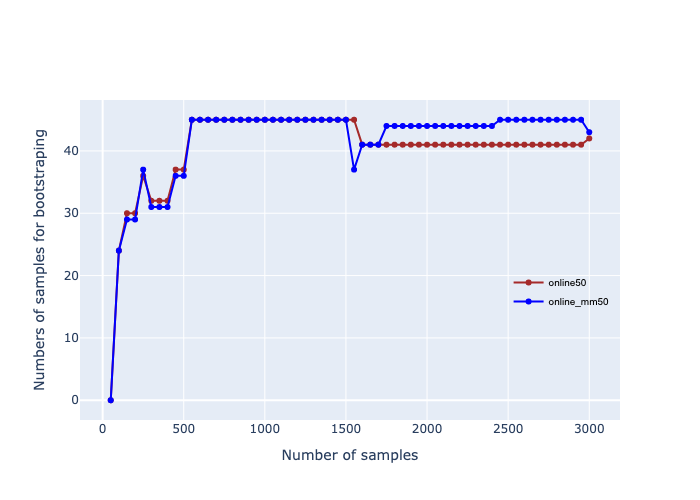 40
30
20
10
0
Numbers of samples for bootstraping
online50
online_mm50
0 500 1000 1500 2000 2500 3000
Number of samples